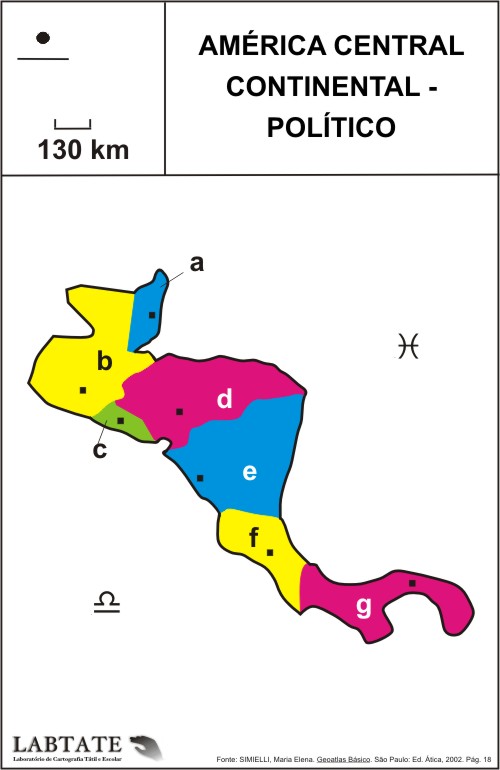 AMÉRICA CENTRAL
CONTINENTAL -
POLÍTICO
130 km
a
b
c
d
e
f
g
LABTATE
Laboratório de Cartografia Tátil e Escolar
Fonte: SIMIELLI, Maria Elena. Geoatlas Básico. São Paulo: Ed. Ática, 2002. Pág. 18